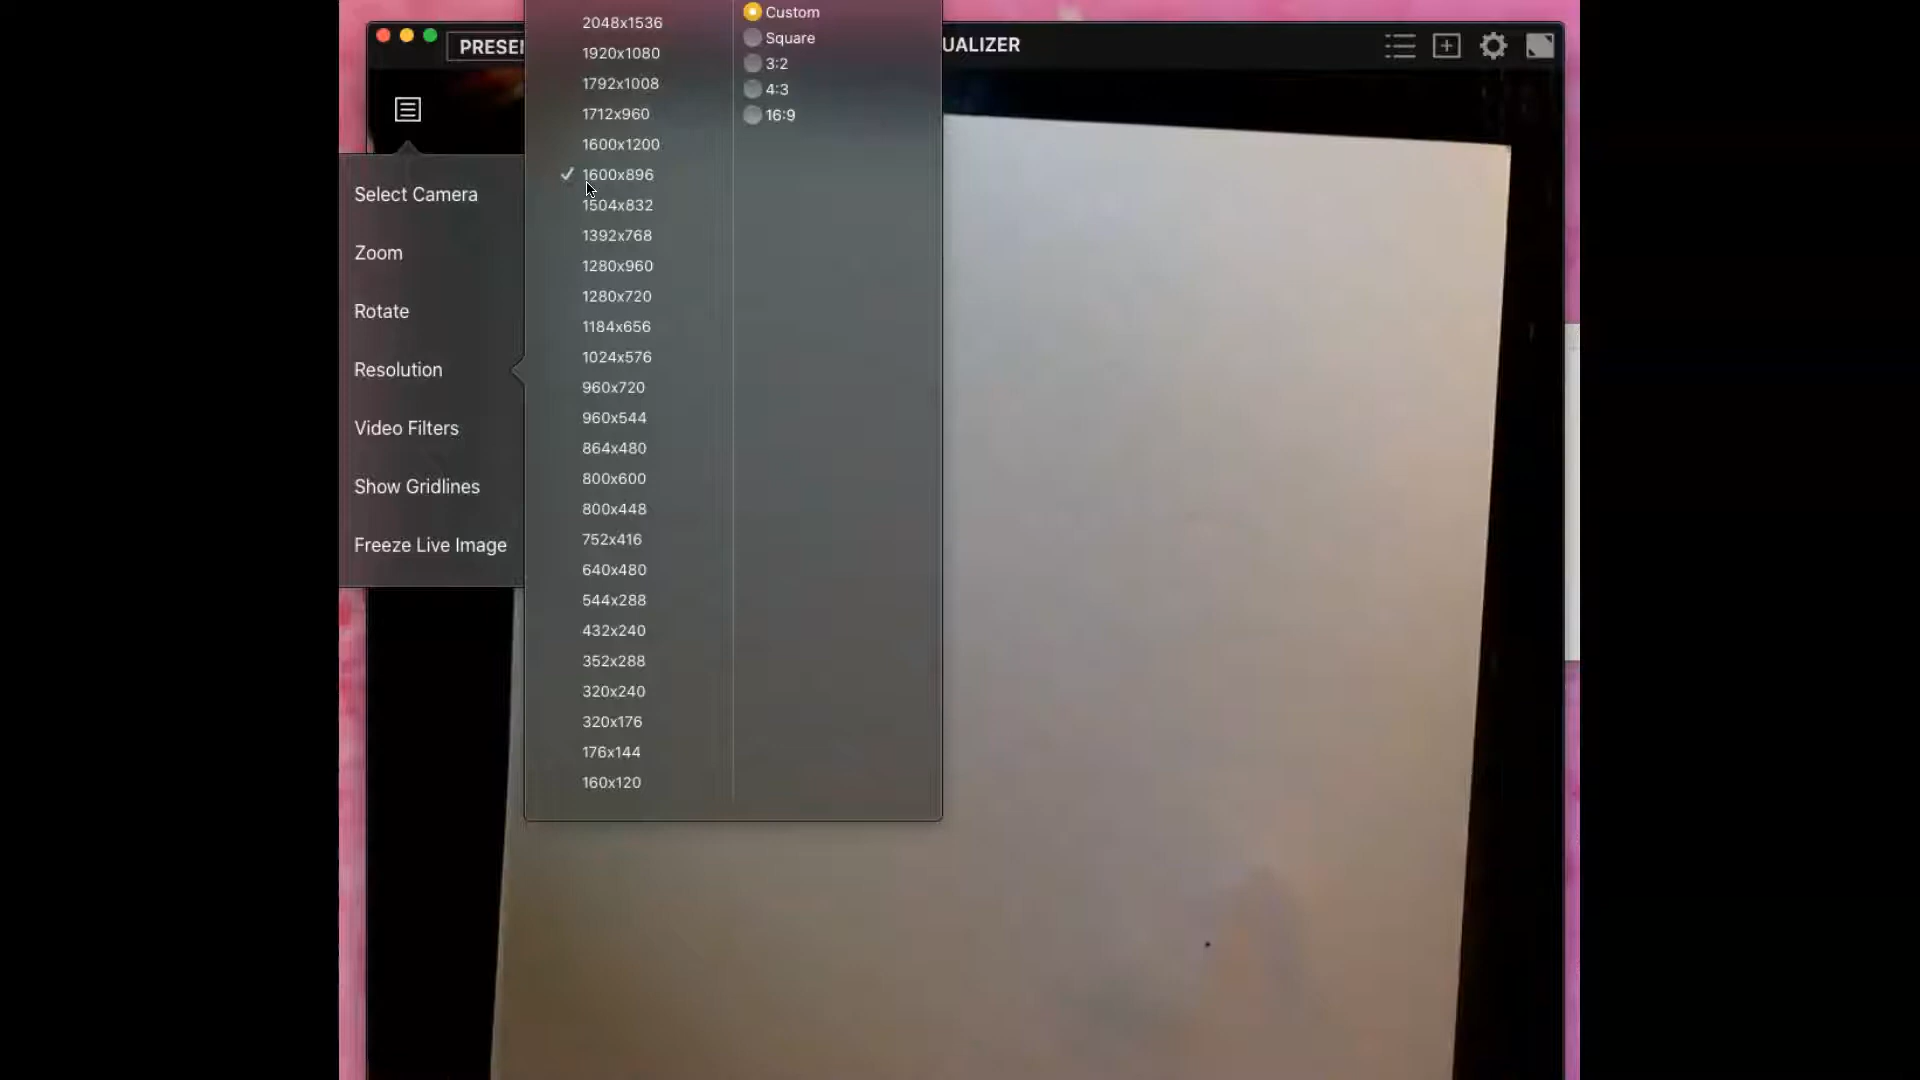 PRESEN
UALIZER
Select Camera
Zoom
Rotate
Resolution
Video Filters
Show Gridlines
Freeze Live Image
2048x1536
1920x1080
1792x1008
1712x960
1600x1200
✓ 1600x896
1504x832
1392x768
1280x960
1280x720
1184x656
1024x576
960x720
960x544
864x480
800x600
800x448
752x416
640x480
544x288
432x240
352x288
320x240
320x176
176x144
160x120
Custom
Square
3:2
4:3
16:9